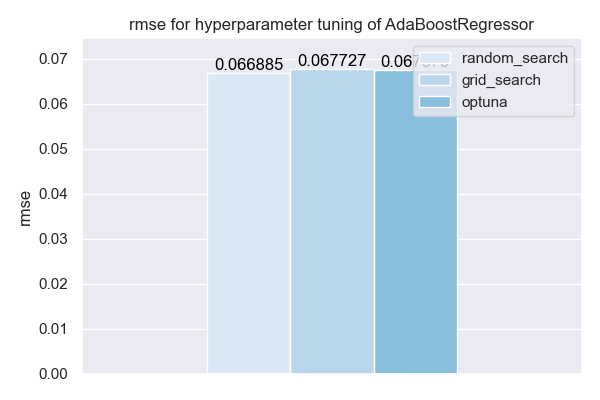 rmse for hyperparameter tuning of AdaBoostRegressor
0.07
0.06
0.05
0.04
0.03
0.02
0.01
0.00
rmse
0.066885
0.067727
random_search
grid_search
optuna